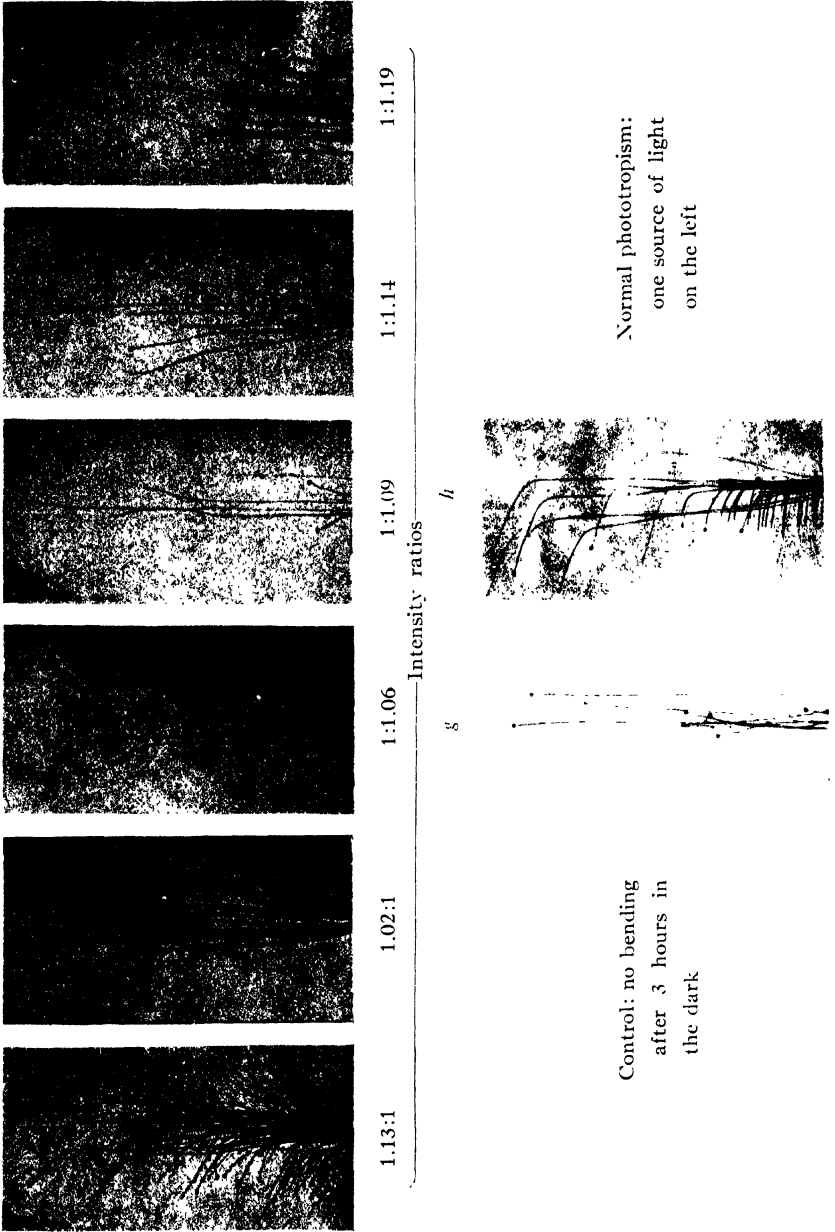 1.13:1 1.02:1 1:1.06 1:1.09 1:1.14 1:1.19
Intensity ratios
g h
Control: no bending
after 3 hours in
the dark
Normal phototropism:
one source of light
on the left